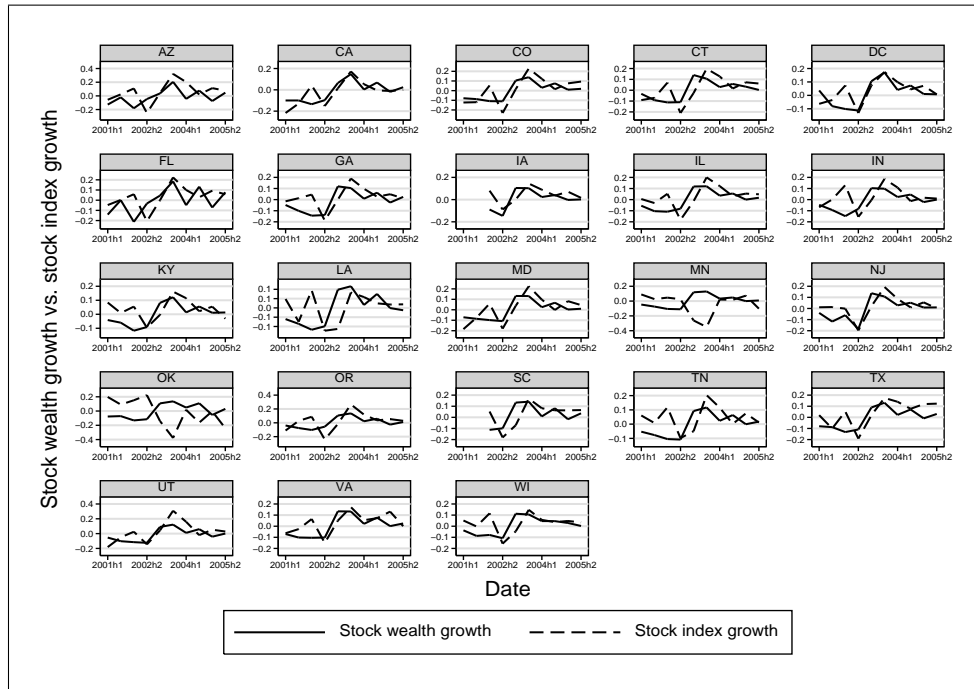 Stock wealth growth vs. stock index growth
AZ CA CO CT DC
0.4 0.2 0.0 −0.2
0.2 0.0 −0.2
0.2 0.1 0.0 −0.1 −0.2
0.2 0.1 0.0 −0.1 −0.2
0.2 0.1 0.0 −0.1
2001h1 2002h2 2004h1 2005h2 2001h1 2002h2 2004h1 2005h2 2001h1 2002h2 2004h1 2005h2 2001h1 2002h2 2004h1 2005h2 2001h1 2002h2 2004h1 2005h2
FL GA IA IL IN
0.2 0.1 0.0 −0.1 −0.2
0.2 0.1 0.0 −0.1 −0.2
0.2 0.1 0.0 −0.1 −0.2
0.2 0.1 0.0 −0.1 −0.2
0.2 0.1 0.0 −0.1 −0.2
2001h1 2002h2 2004h1 2005h2 2001h1 2002h2 2004h1 2005h2 2001h1 2002h2 2004h1 2005h2 2001h1 2002h2 2004h1 2005h2 2001h1 2002h2 2004h1 2005h2
KY LA MD MN NJ
0.2 0.1 0.0 −0.1
0.1 0.1 0.0 −0.1 −0.1
0.2 0.1 0.0 −0.1 −0.2
0.2 0.0 −0.2 −0.4
0.2 0.1 0.0 −0.1 −0.2
2001h1 2002h2 2004h1 2005h2 2001h1 2002h2 2004h1 2005h2 2001h1 2002h2 2004h1 2005h2 2001h1 2002h2 2004h1 2005h2 2001h1 2002h2 2004h1 2005h2
OK OR SC TN TX
0.2 0.0 −0.2 −0.4
0.4 0.2 0.0 −0.2
0.2 0.1 0.0 −0.1 −0.2
0.2 0.1 0.0 −0.1
0.2 0.1 0.0 −0.1 −0.2
2001h1 2002h2 2004h1 2005h2 2001h1 2002h2 2004h1 2005h2 2001h1 2002h2 2004h1 2005h2 2001h1 2002h2 2004h1 2005h2 2001h1 2002h2 2004h1 2005h2
UT VA WI
0.4 0.2 0.0 −0.2
0.2 0.1 0.0 −0.1 −0.2
0.2 0.1 0.0 −0.1 −0.2
2001h1 2002h2 2004h1 2005h2 2001h1 2002h2 2004h1 2005h2 2001h1 2002h2 2004h1 2005h2
Date
Stock wealth growth Stock index growth